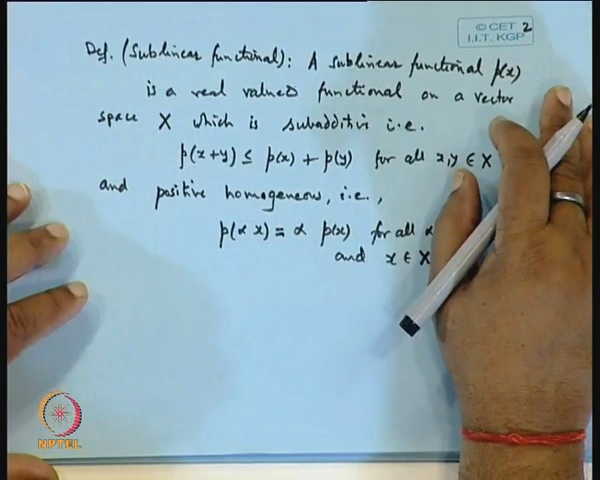 © CET 2
I.I.T. KGP
Def. (Sublinear functional): A sublinear functional p(x)
is a real valued functional on a vector
space X which is subadditive i.e.
p(x+y) ≤ p(x) + p(y) for all x,y ∈ X
and positive homogeneous, i.e.,
p(α x) = α p(x) for all α
and x ∈ X
NPTEL